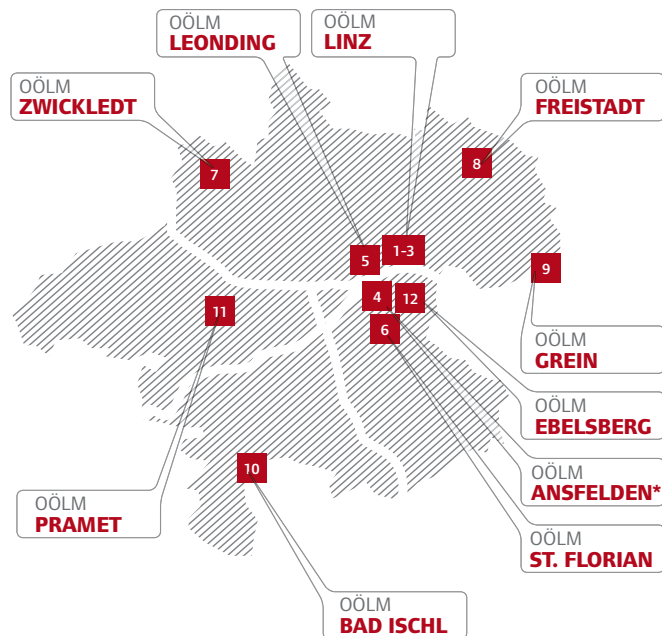 OÖLM
LEONDING
OÖLM
LINZ
OÖLM
ZWICKLEDT
OÖLM
FREISTADT
7
8
5
1-3
9
4
12
11
6
OÖLM
GREIN
OÖLM
EBELSBERG
10
OÖLM
ANSFELDEN*
OÖLM
PRAMET
OÖLM
ST. FLORIAN
OÖLM
BAD ISCHL